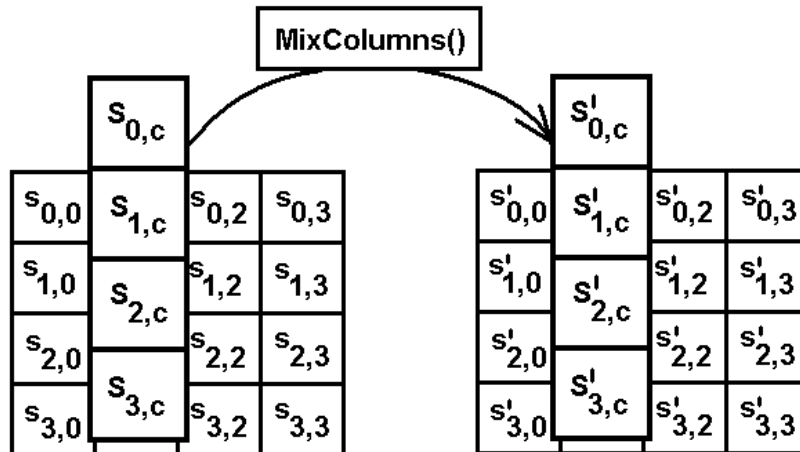 MixColumns()
S0,c S'0,c
s0,0 S1,c s0,2 s0,3 s'0,0 S'1,c s'0,2 s'0,3
s1,0 S2,c s1,2 s1,3 s'1,0 S'2,c s'1,2 s'1,3
s2,0 S3,c s2,2 s2,3 s'2,0 S'3,c s'2,2 s'2,3
s3,0 s3,2 s3,3 s'3,0 s'3,2 s'3,3